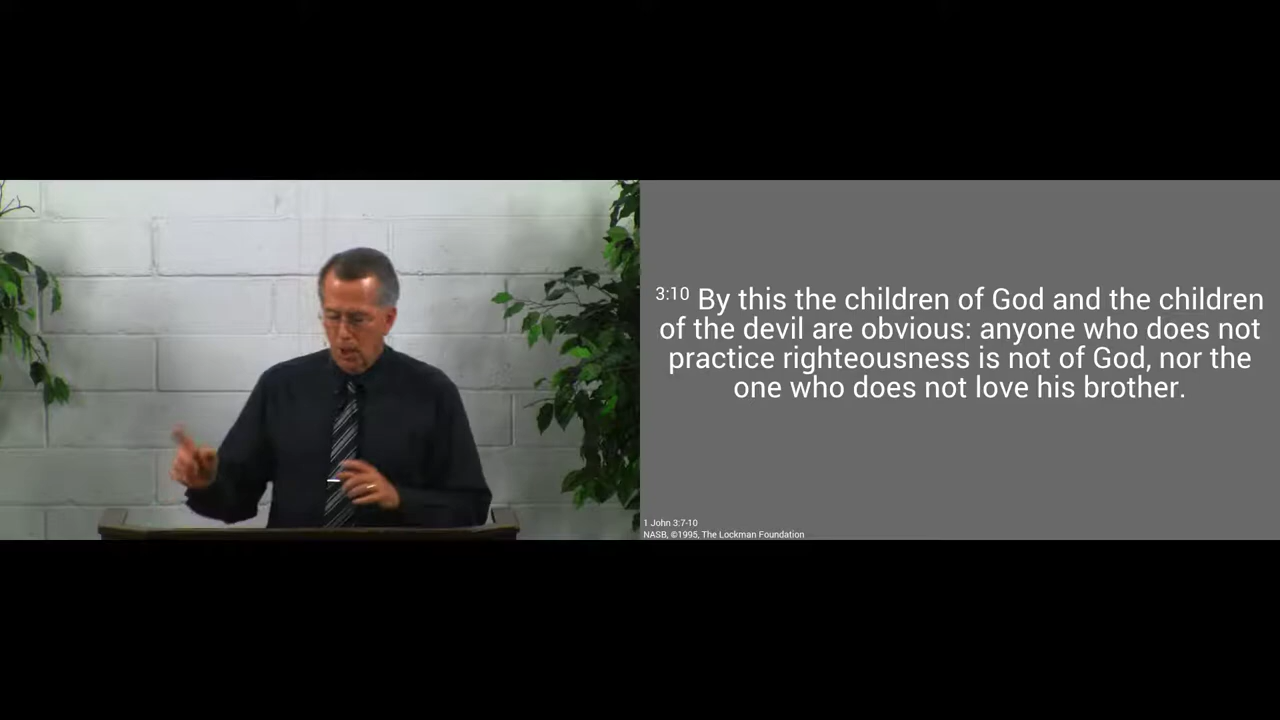 3:10 By this the children of God and the children
of the devil are obvious: anyone who does not
practice righteousness is not of God, nor the
one who does not love his brother.
1 John 3:7-10
NASB, ©1995, The Lockman Foundation